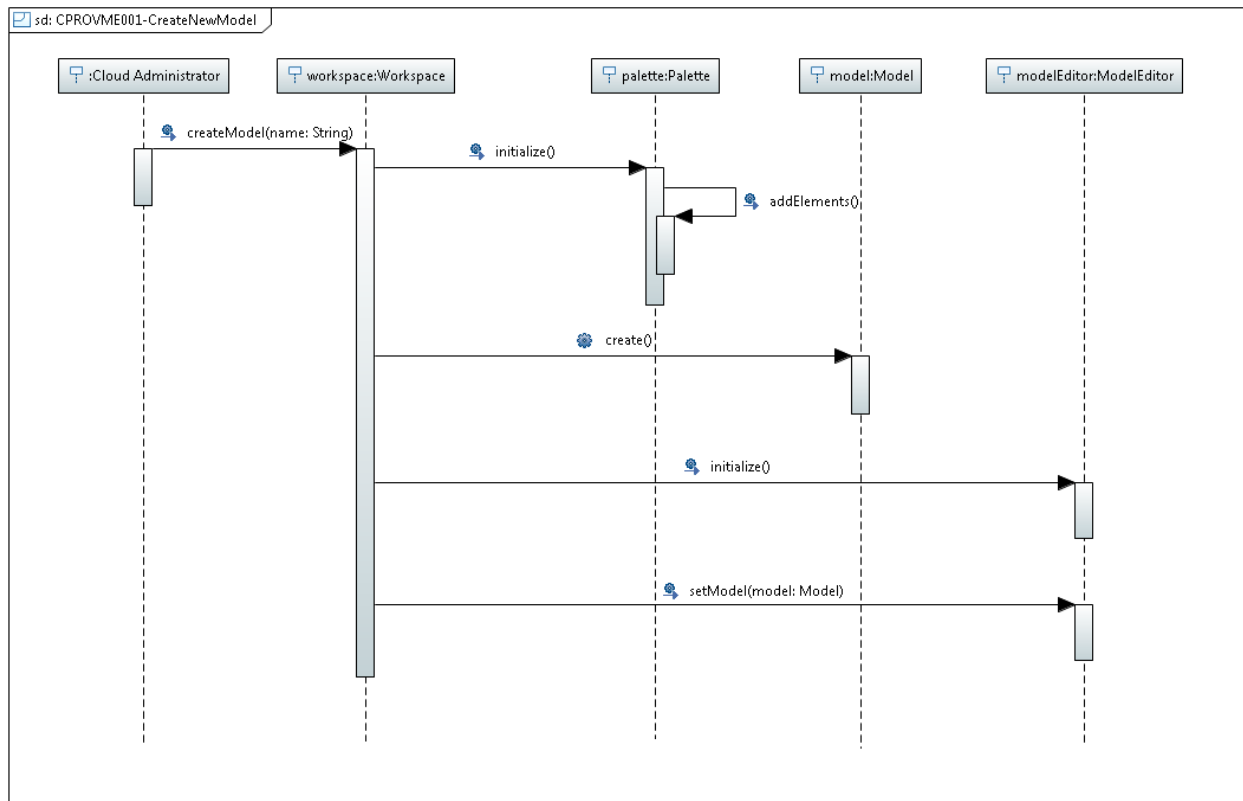 sd: CPROVME001-CreateNewModel
:Cloud Administrator
workspace:Workspace
palette:Palette
model:Model
modelEditor:ModelEditor
createModel(name: String)
initialize()
addElements()
create()
initialize()
setModel(model: Model)